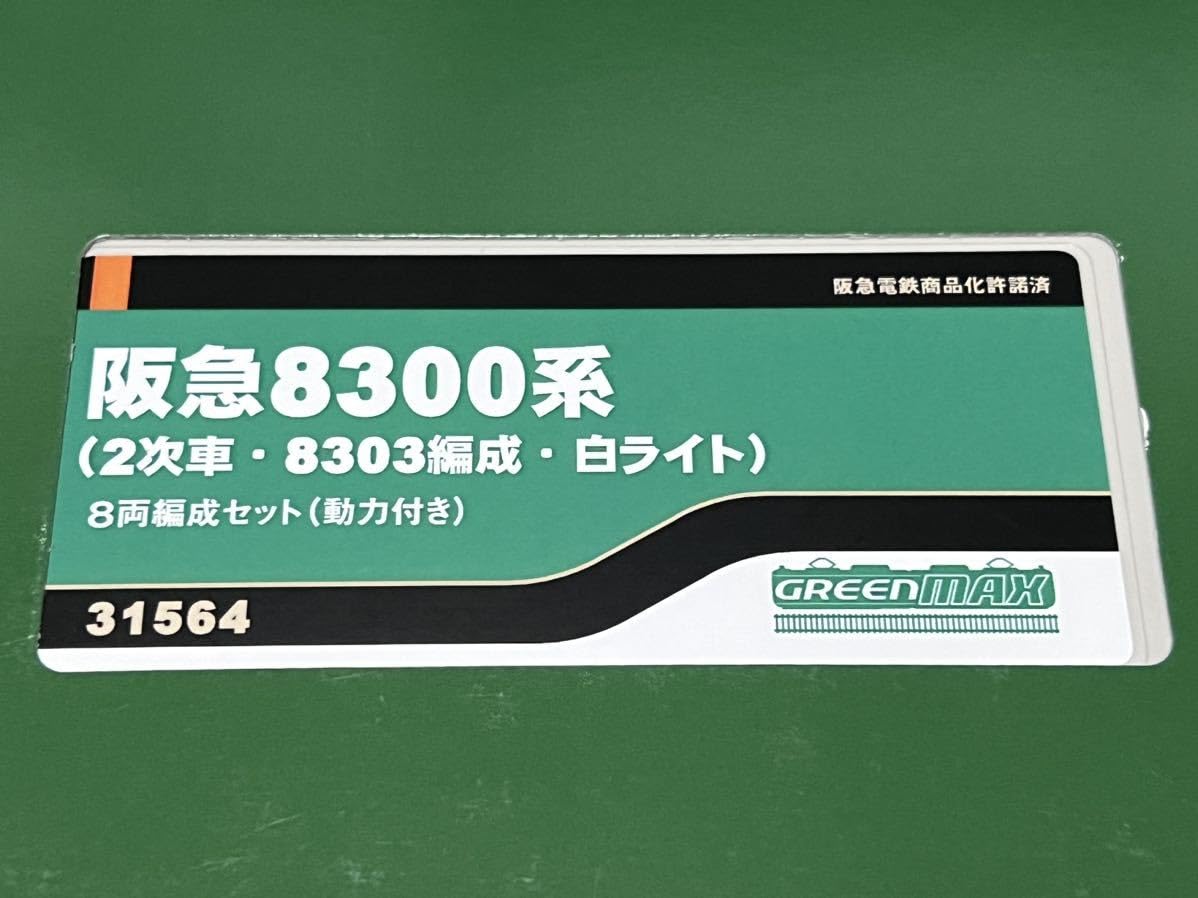 阪急電鉄商品化許諾済
阪急8300系
(2次車・8303編成・白ライト)
8両編成セット(動力付き)
31564
GREENMAX